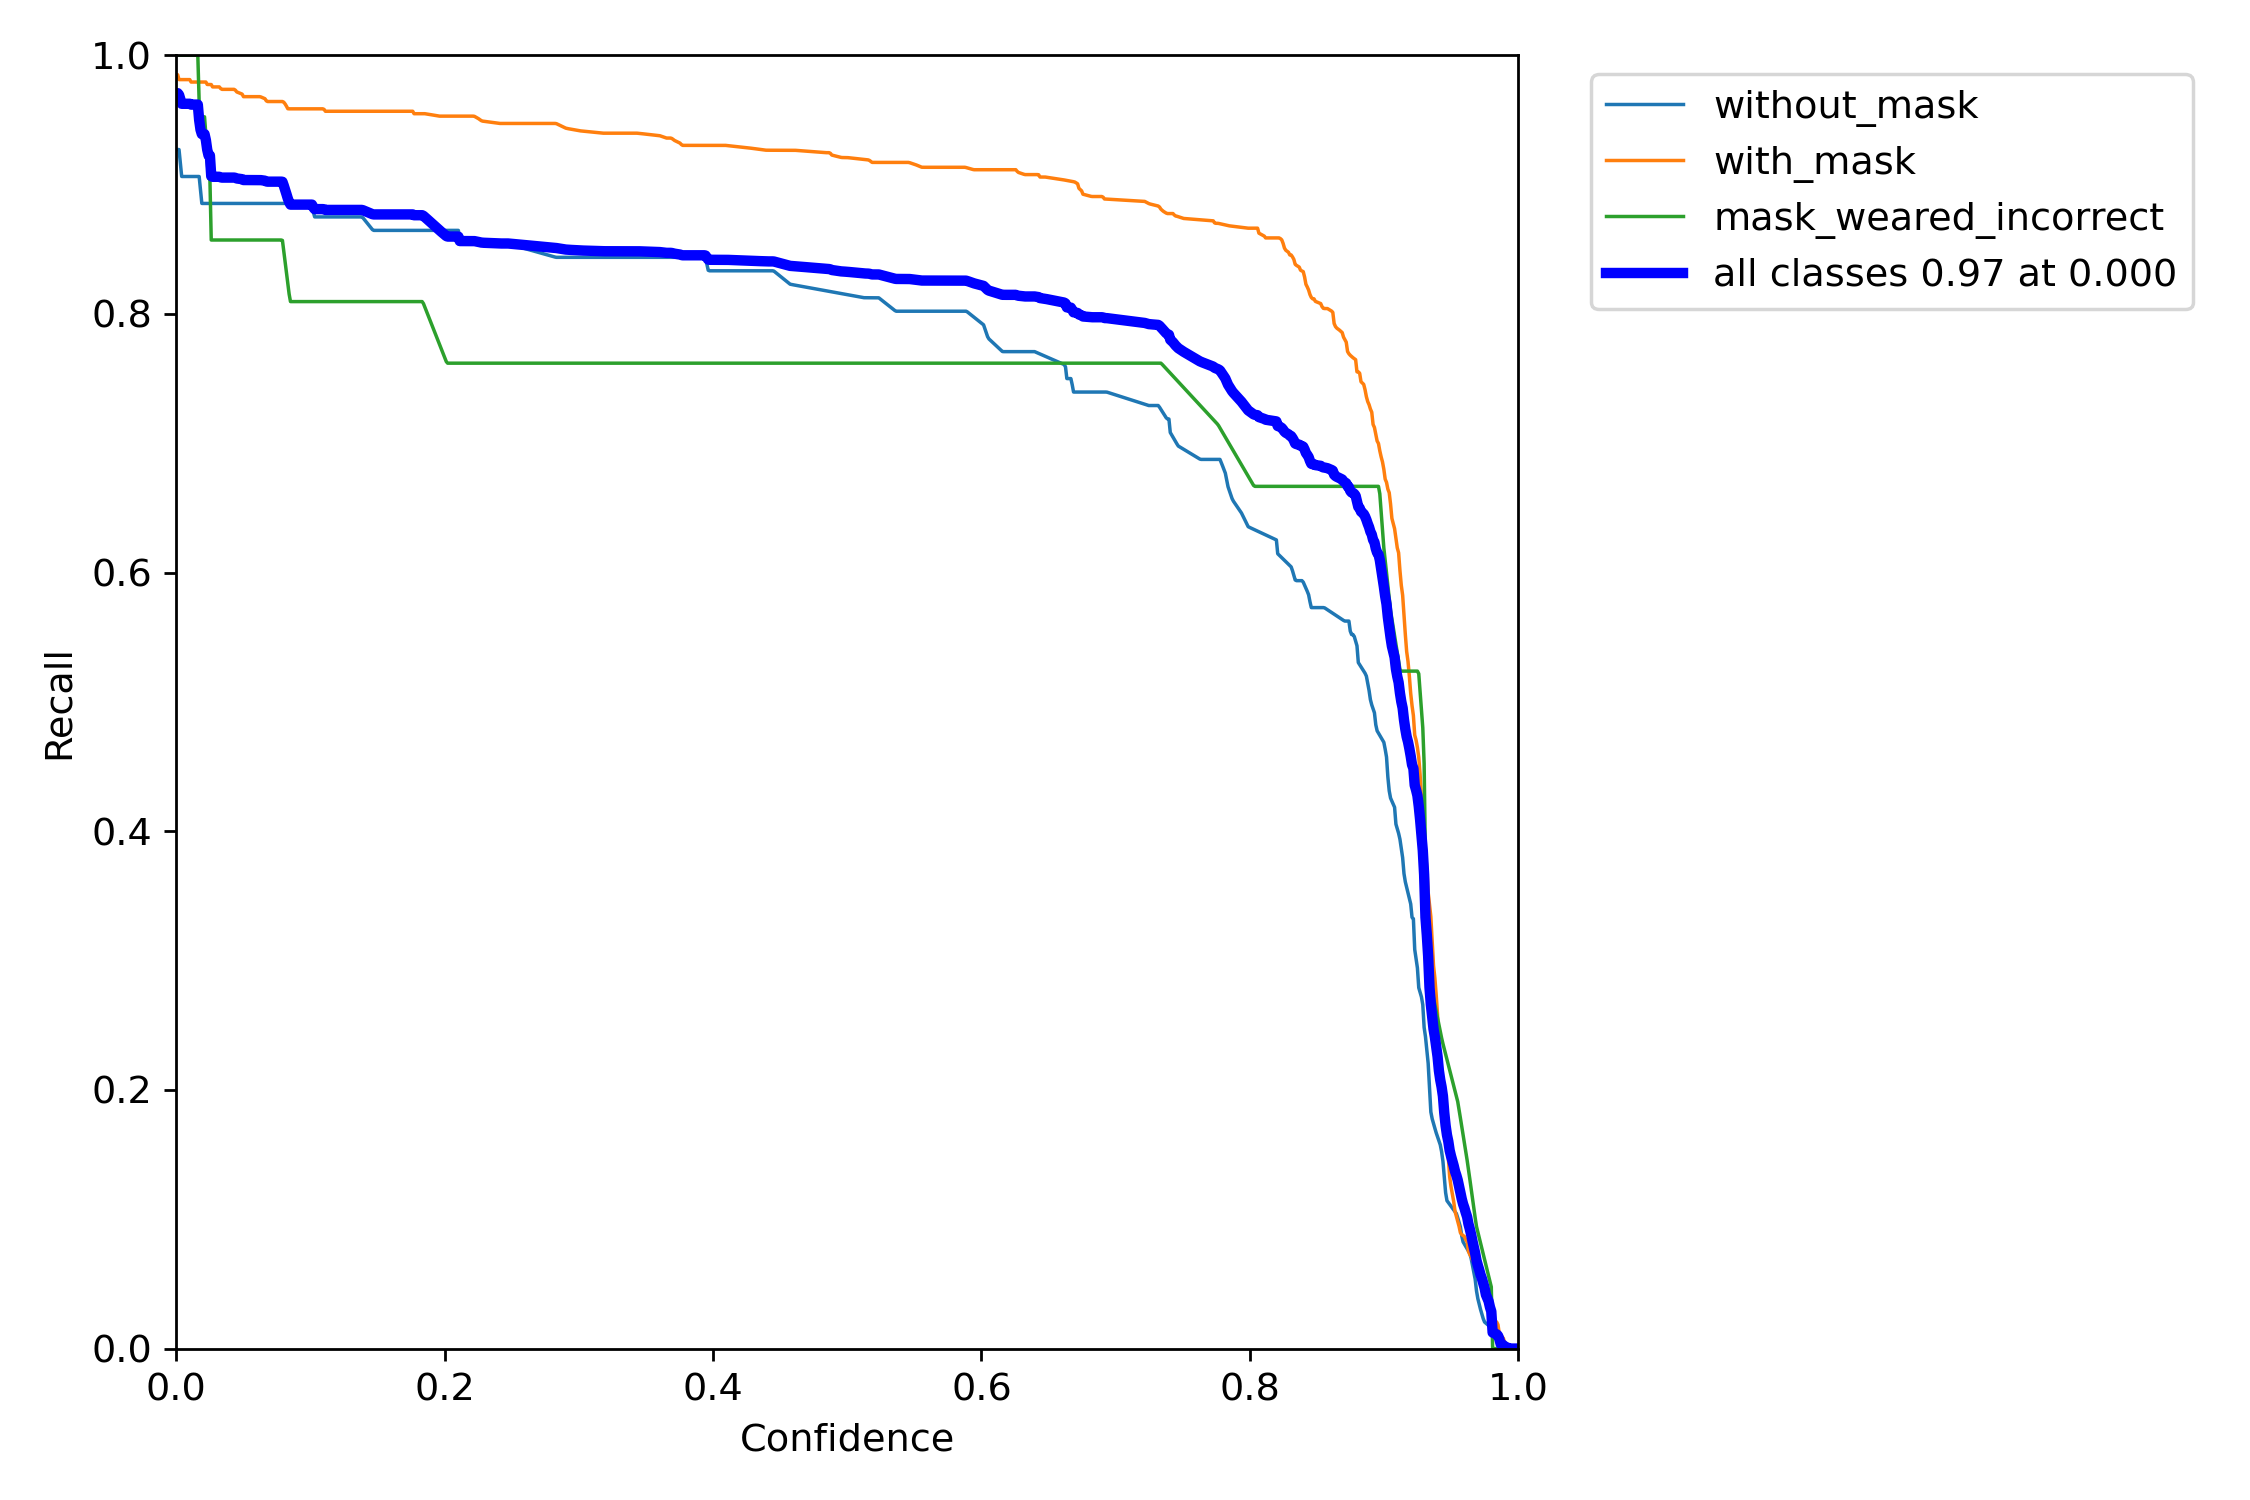 1.0
0.8
0.6
0.4
0.2
0.0
Recall
0.0 0.2 0.4 0.6 0.8 1.0
Confidence
without_mask
with_mask
mask_weared_incorrect
all classes 0.97 at 0.000